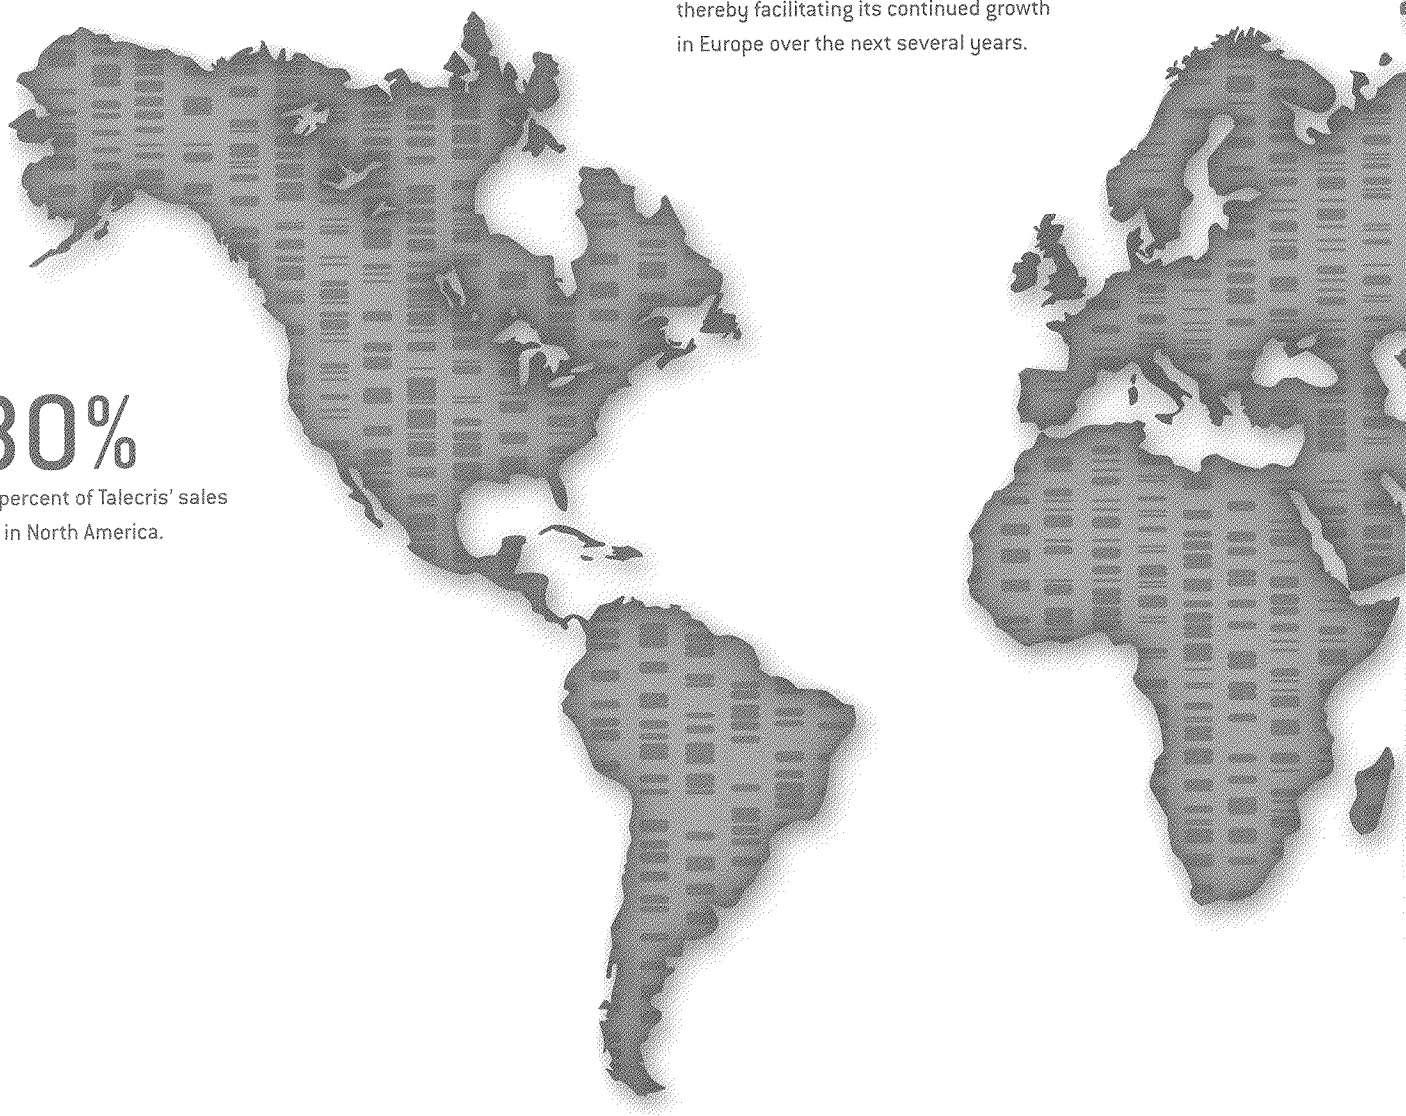 thereby facilitating its continued growth
in Europe over the next several years.
80%
percent of Talecris’ sales
in North America.